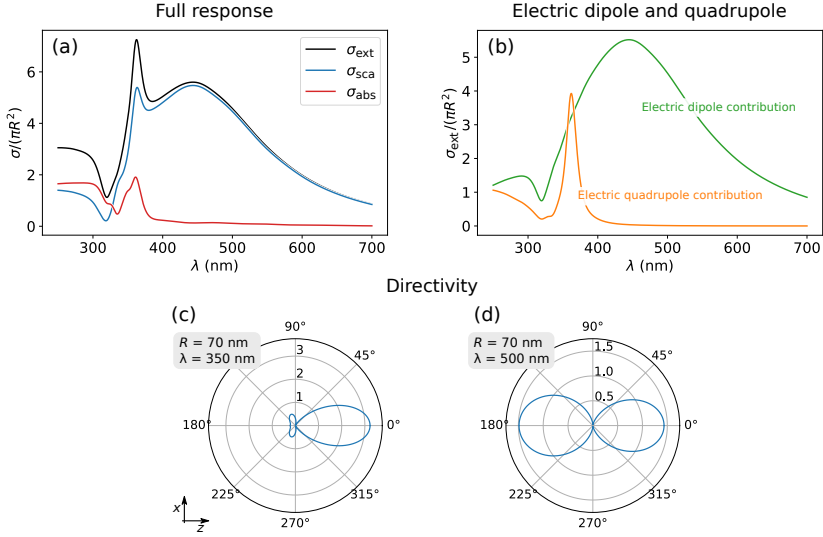 Full response
Electric dipole and quadrupole
(a)
σext
σsca
σabs
6
4
2
0
σ/(πR²)
300 400 500 600 700
λ (nm)
(b)
Electric dipole contribution
Electric quadrupole contribution
5
4
3
2
1
0
σext/(πR²)
300 400 500 600 700
λ (nm)
Directivity
(c)
R = 70 nm
λ = 350 nm
90°
45°
0°
315°
270°
225°
180°
3
2
1
x
z
(d)
R = 70 nm
λ = 500 nm
90°
45°
0°
315°
270°
225°
180°
1.5
1.0
0.5